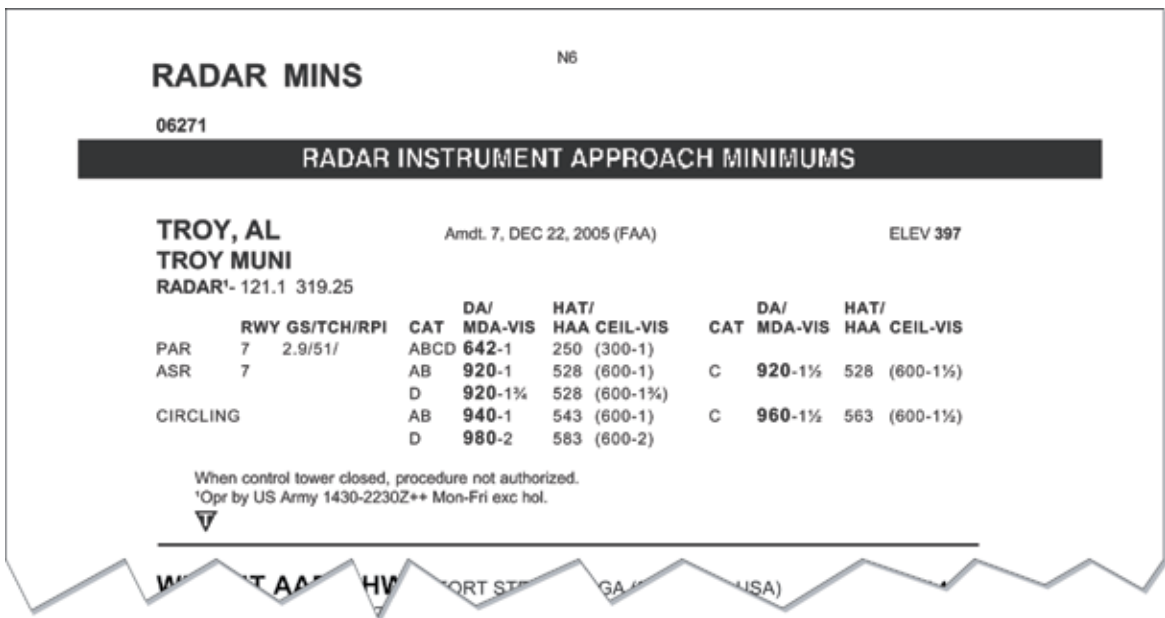 N6
RADAR MINS
06271
RADAR INSTRUMENT APPROACH MINIMUMS
TROY, AL Amdt. 7, DEC 22, 2005 (FAA) ELEV 397
TROY MUNI
RADAR¹- 121.1 319.25
DA/ HAT/ DA/ HAT/
RWY GS/TCH/RPI CAT MDA-VIS HAA CEIL-VIS CAT MDA-VIS HAA CEIL-VIS
PAR 7 2.9/51/ ABCD 642-1 250 (300-1)
ASR 7 AB 920-1 528 (600-1) C 920-1½ 528 (600-1½)
D 920-1¾ 528 (600-1¾)
CIRCLING AB 940-1 543 (600-1) C 960-1½ 563 (600-1½)
D 980-2 583 (600-2)
When control tower closed, procedure not authorized.
¹Opr by US Army 1430-2230Z++ Mon-Fri exc hol.
T
GA